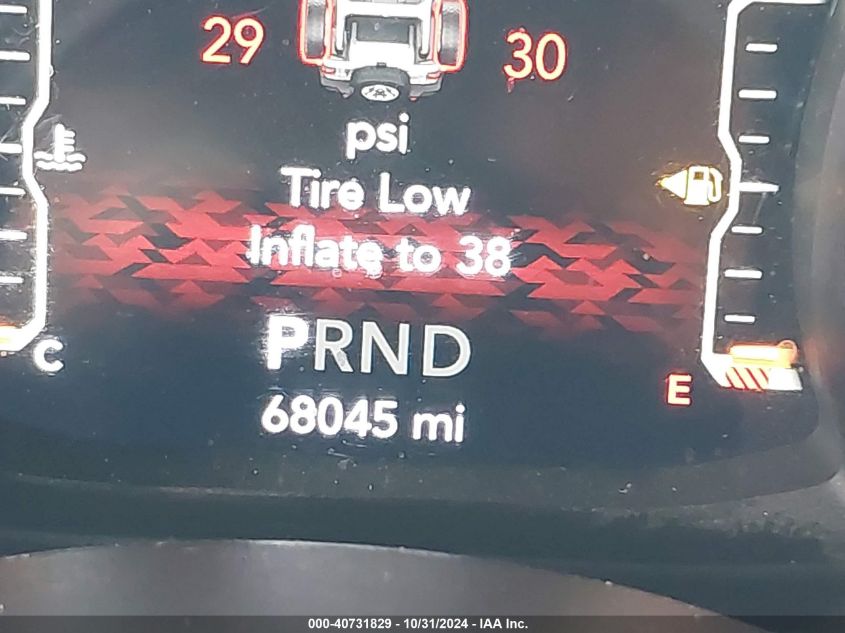 29 30
psi
Tire Low
Inflate to 38
PRND
C
E
68045 mi
000-40731829 - 10/31/2024 - IAA Inc.